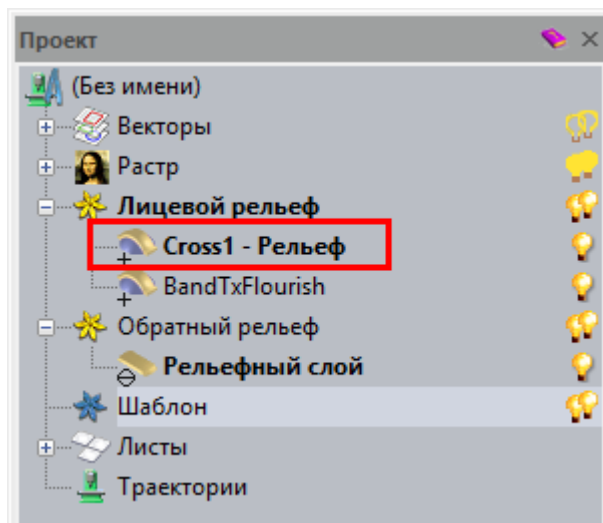 Проект
(Без имени)
Векторы
Растр
Лицевой рельеф
Cross1 - Рельеф
BandTxFlourish
Обратный рельеф
Рельефный слой
Шаблон
Листы
Траектории